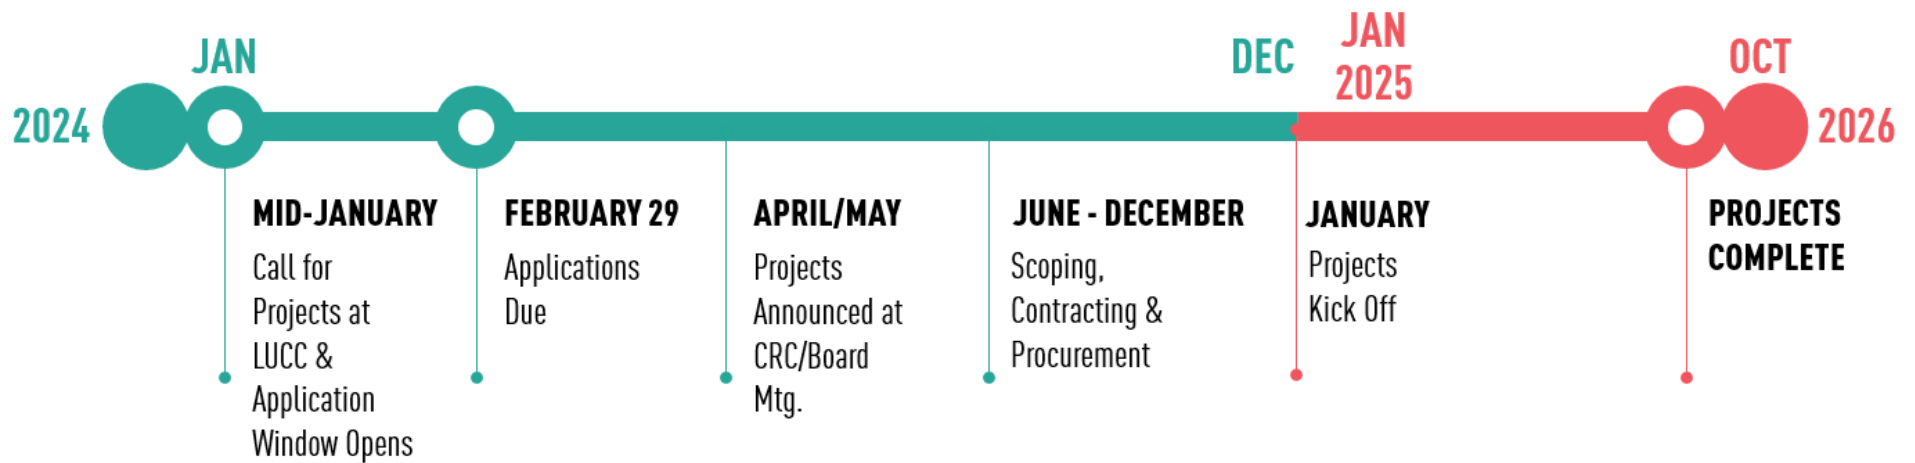 2024
JAN
DEC
JAN
2025
OCT
2026
MID-JANUARY
Call for
Projects at
LUCC &
Application
Window Opens
FEBRUARY 29
Applications
Due
APRIL/MAY
Projects
Announced at
CRC/Board
Mtg.
JUNE - DECEMBER
Scoping,
Contracting &
Procurement
JANUARY
Projects
Kick Off
PROJECTS
COMPLETE